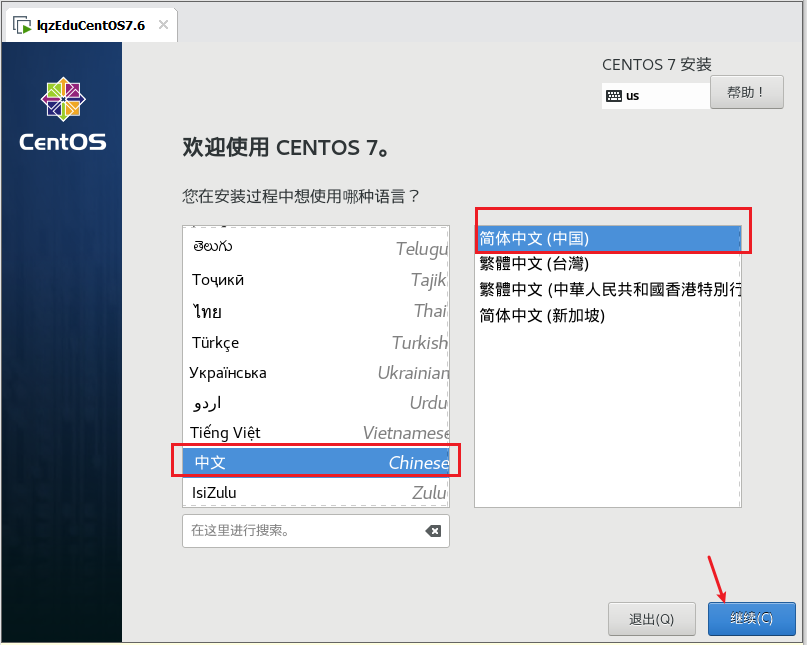 lqzEduCentOS7.6
CENTOS 7 安装
us
帮助！
CentOS
欢迎使用 CENTOS 7。
您在安装过程中想使用哪种语言？
తెలుగు Telugu
Тоҷикӣ Tajik
ไทย Thai
Türkçe Turkish
Українська Ukrainian
اردو Urdu
Tiếng Việt Vietnamese
中文 Chinese
IsiZulu Zulu
在这里进行搜索。
简体中文 (中国)
繁體中文 (台灣)
繁體中文 (中華人民共和國香港特別行
简体中文 (新加坡)
退出(Q)
继续(C)